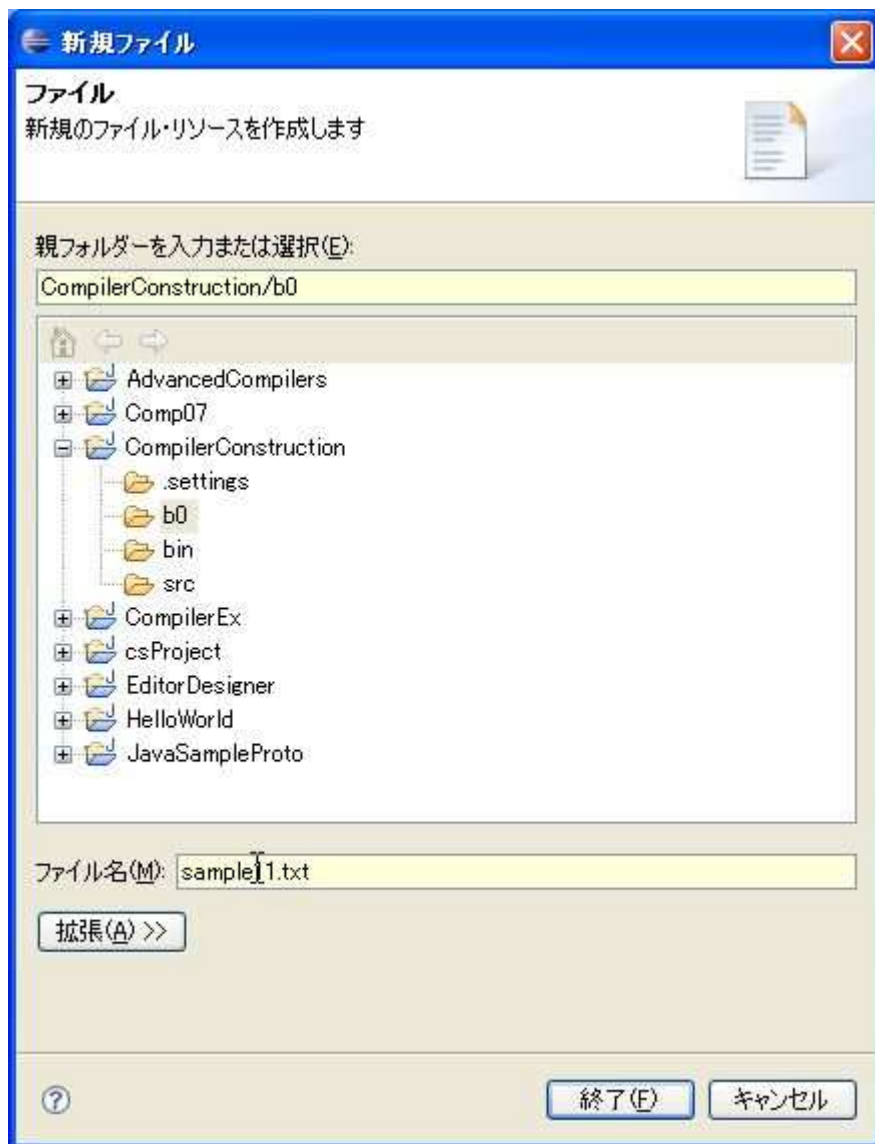 新規ファイル
ファイル
新規のファイル・リソースを作成します
親フォルダーを入力または選択(E):
CompilerConstruction/b0
AdvancedCompilers
Comp07
CompilerConstruction
.settings
b0
bin
src
CompilerEx
csProject
EditorDesigner
HelloWorld
JavaSampleProto
ファイル名(M):
拡張(A) >>
終了(F) キャンセル